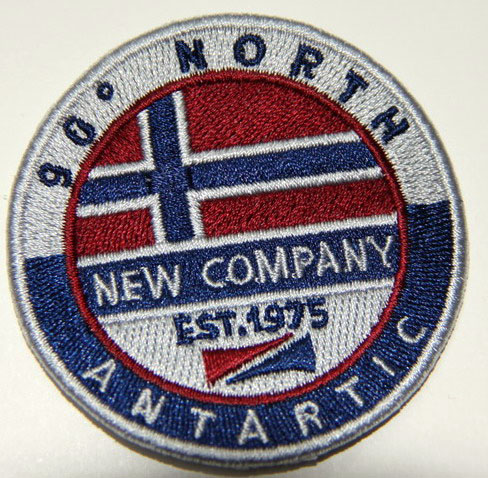 90° NORTH
NEW COMPANY
EST.1975
ANTARTIC